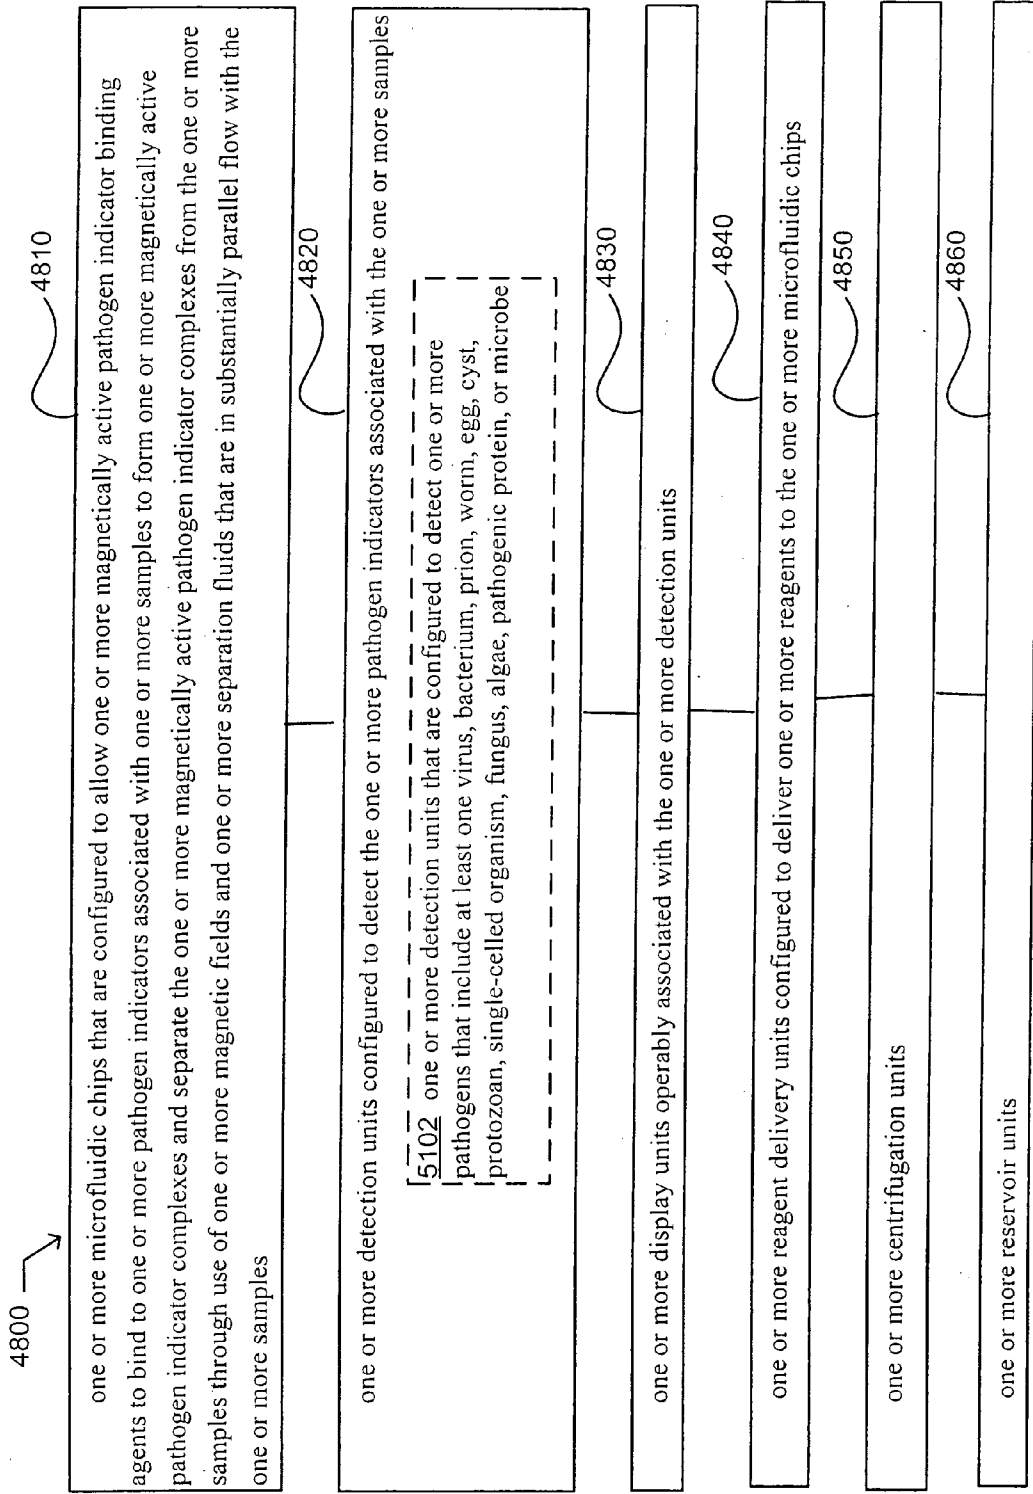 4800
4810
one or more microfluidic chips that are configured to allow one or more magnetically active pathogen indicator binding
agents to bind to one or more pathogen indicators associated with one or more samples to form one or more magnetically active
pathogen indicator complexes and separate the one or more magnetically active pathogen indicator complexes from the one or more
samples through use of one or more magnetic fields and one or more separation fluids that are in substantially parallel flow with the
one or more samples
4820
one or more detection units configured to detect the one or more pathogen indicators associated with the one or more samples
5102 one or more detection units that are configured to detect one or more
pathogens that include at least one virus, bacterium, prion, worm, egg, cyst,
protozoan, single-celled organism, fungus, algae, pathogenic protein, or microbe
4830
one or more display units operably associated with the one or more detection units
4840
one or more reagent delivery units configured to deliver one or more reagents to the one or more microfluidic chips
4850
one or more centrifugation units
4860
one or more reservoir units